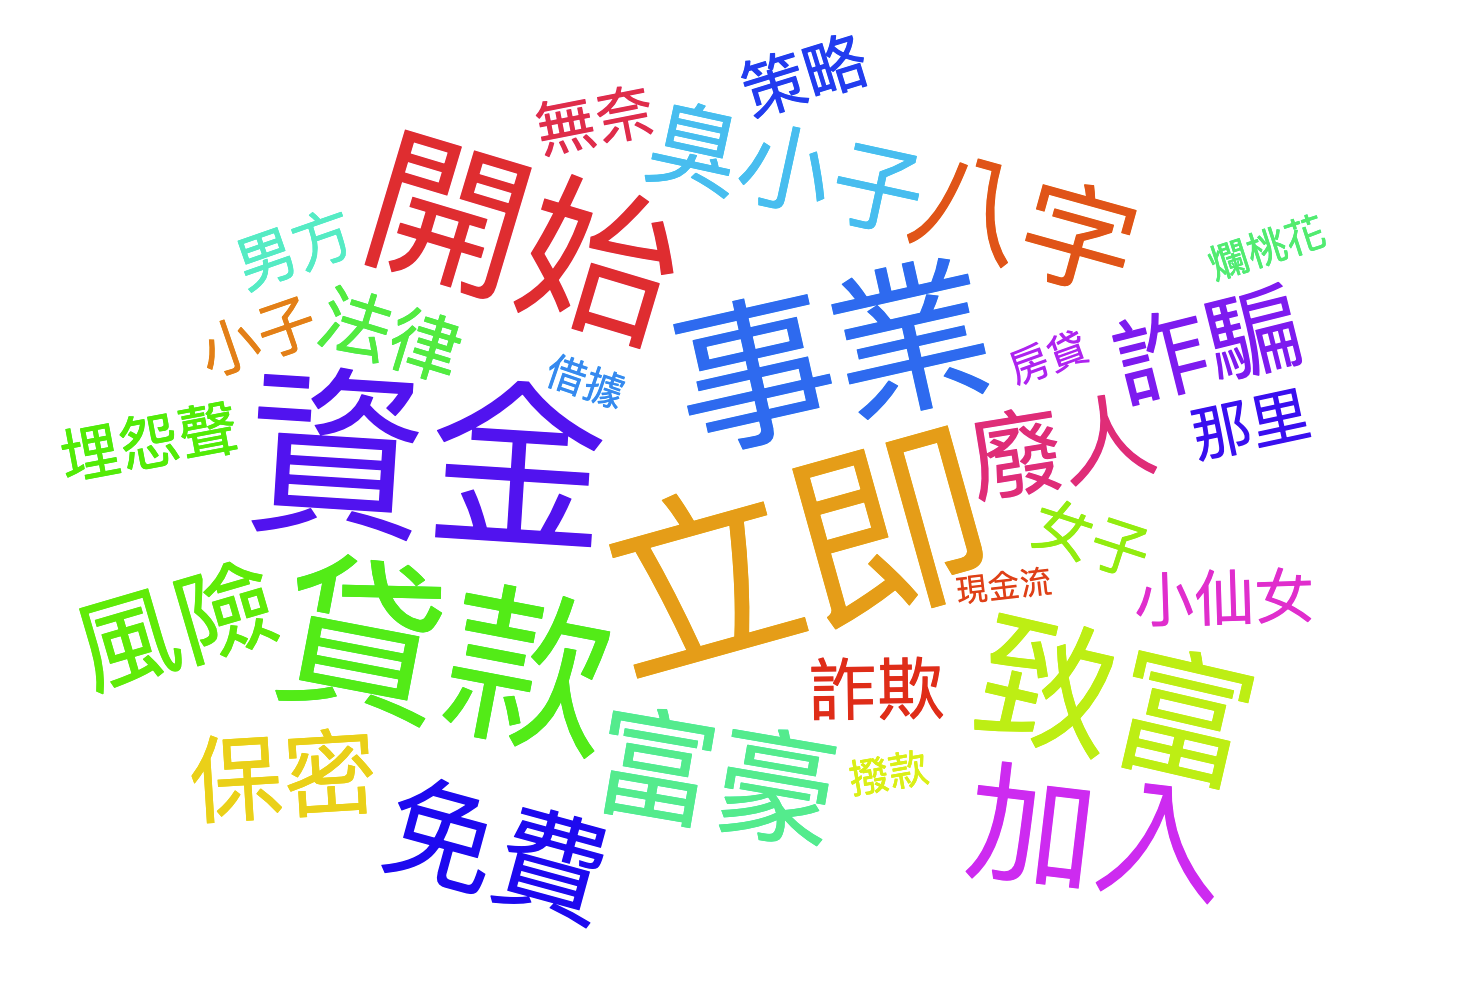 策略
無奈
臭小子
八字
開始
男方
爛桃花
小子
法律
事業
詐騙
房貸
借據
資金
埋怨聲
那里
廢人
立即
女子
現金流
小仙女
風險
貸款
致富
詐欺
保密
富豪
撥款
免費
加入